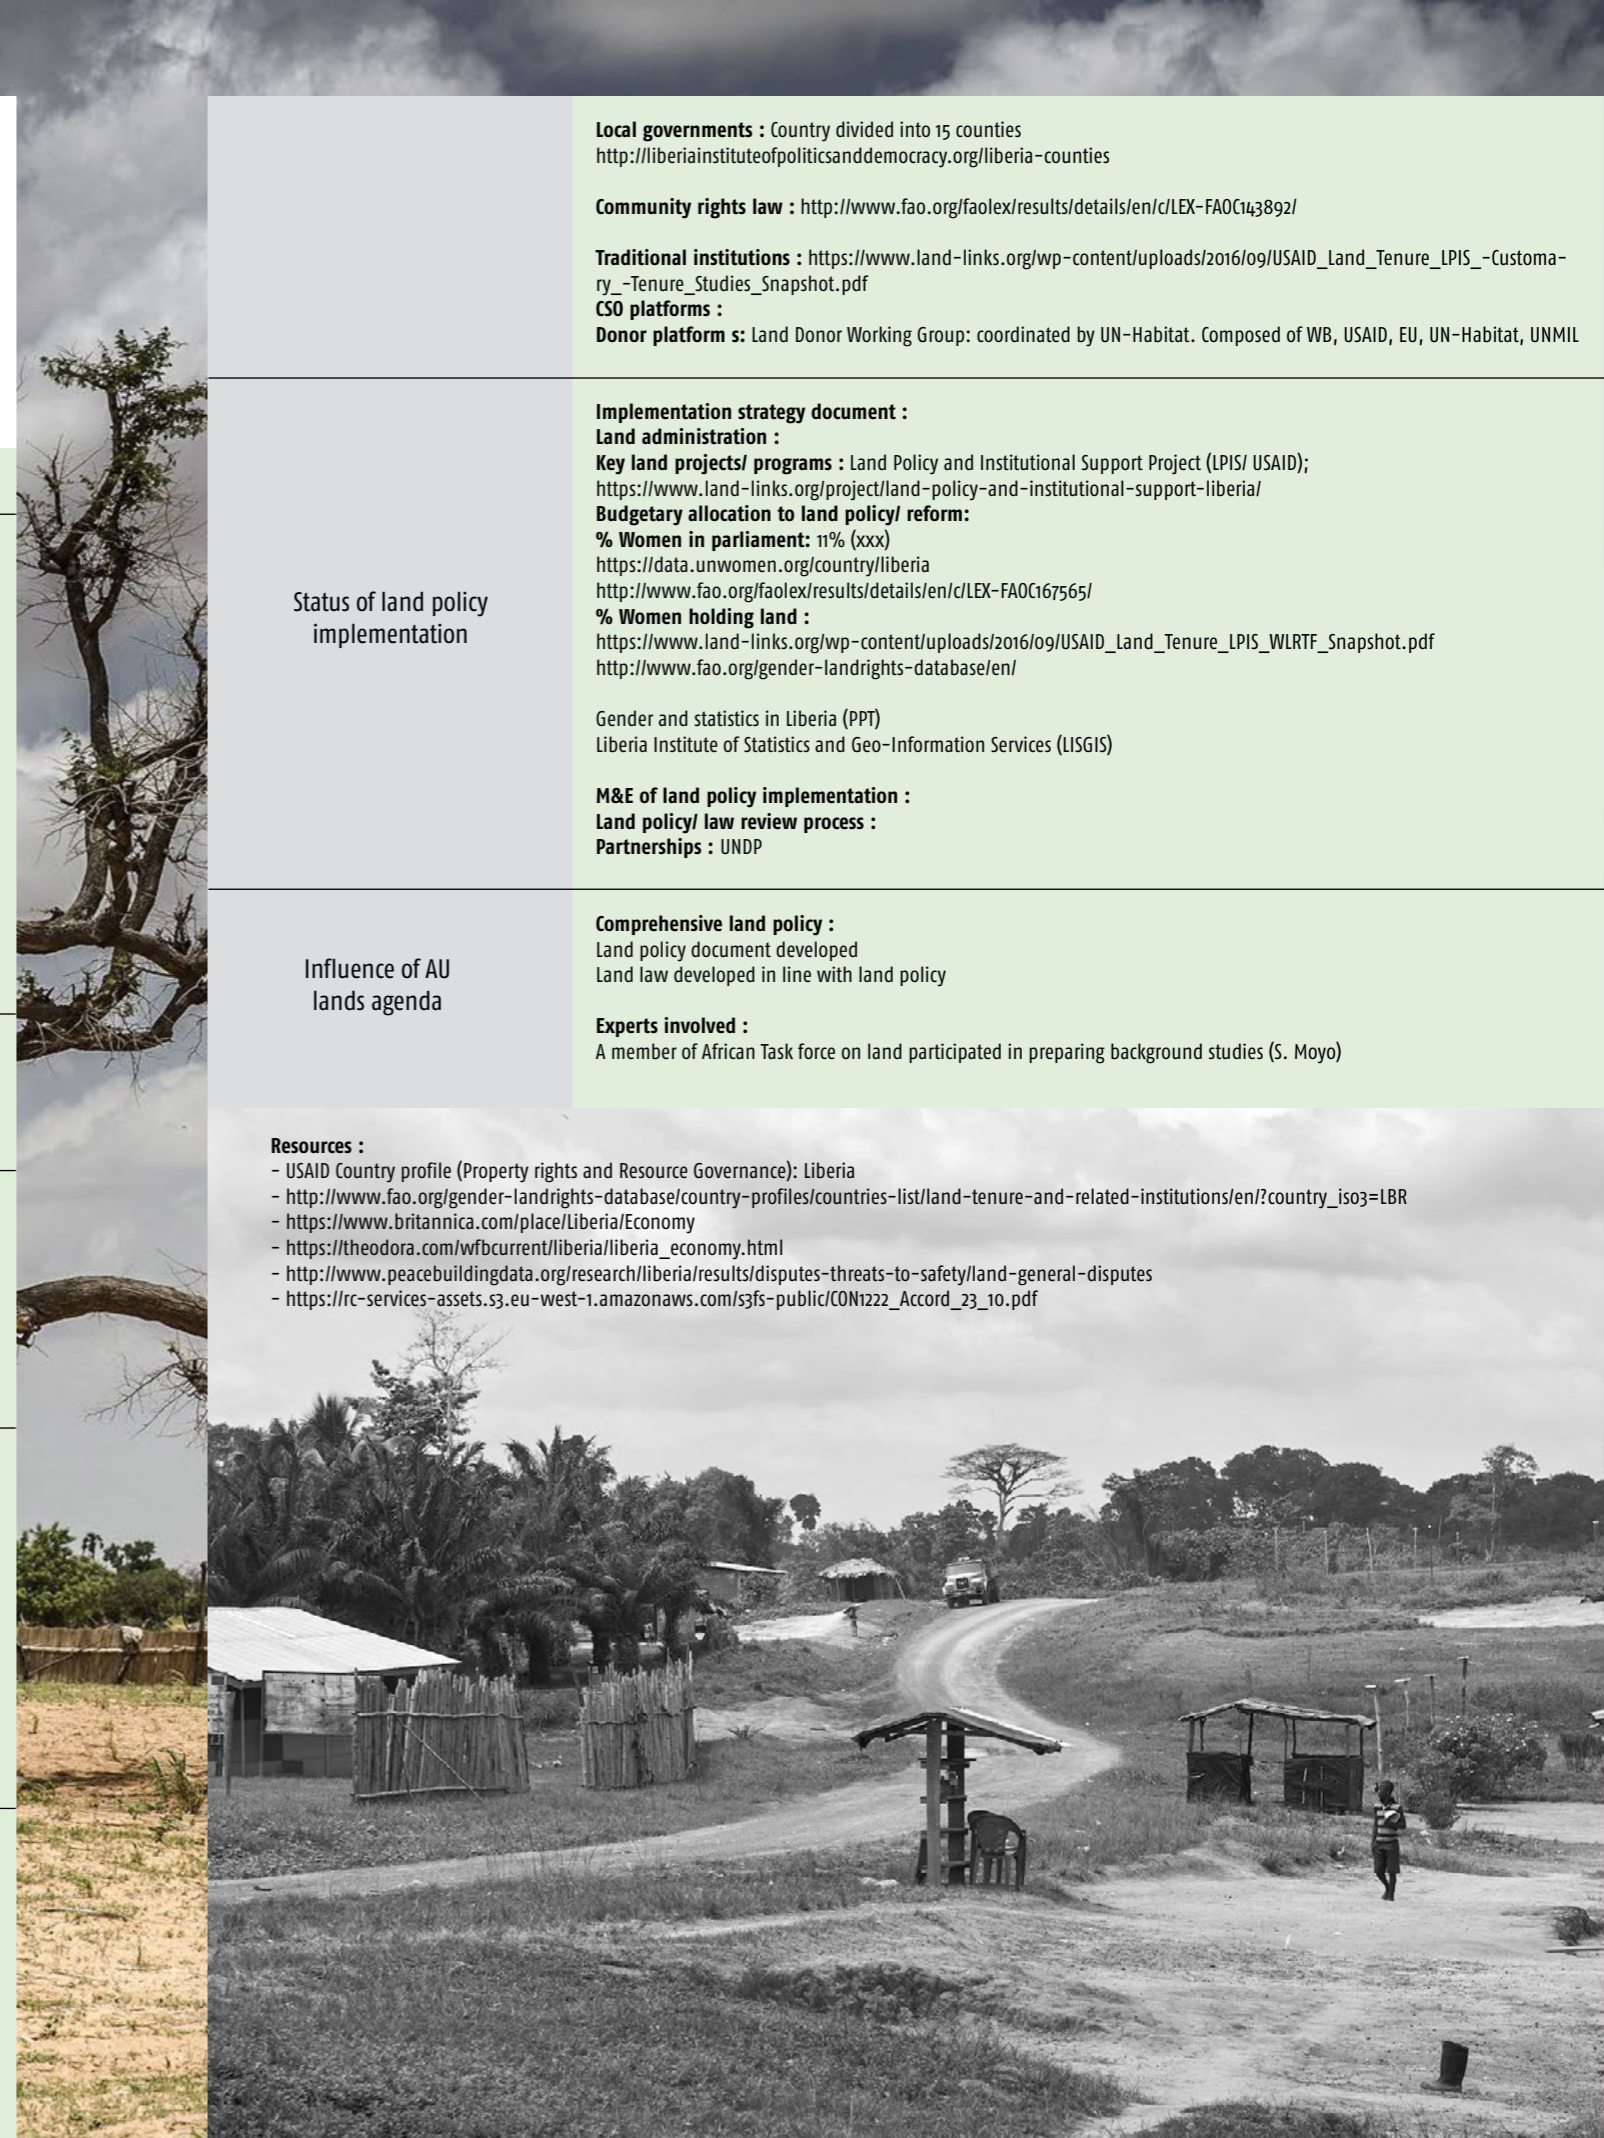 Local governments : Country divided into 15 counties
http://liberiainstituteofpoliticsanddemocracy.org/liberia-counties
Community rights law : http://www.fao.org/faolex/results/details/en/c/LEX-FAOC143892/
Traditional institutions : https://www.land-links.org/wp-content/uploads/2016/09/USAID_Land_Tenure_LPIS_-Customa-
ry_-Tenure_Studies_Snapshot.pdf
CSO platforms :
Donor platform s: Land Donor Working Group: coordinated by UN-Habitat. Composed of WB, USAID, EU, UN-Habitat, UNMIL
Status of land policy
implementation
Implementation strategy document :
Land administration :
Key land projects/ programs : Land Policy and Institutional Support Project (LPIS/ USAID);
https://www.land-links.org/project/land-policy-and-institutional-support-liberia/
Budgetary allocation to land policy/ reform:
% Women in parliament: 11% (xxx)
https://data.unwomen.org/country/liberia
http://www.fao.org/faolex/results/details/en/c/LEX-FAOC167565/
% Women holding land :
https://www.land-links.org/wp-content/uploads/2016/09/USAID_Land_Tenure_LPIS_WLRTF_Snapshot.pdf
http://www.fao.org/gender-landrights-database/en/
Gender and statistics in Liberia (PPT)
Liberia Institute of Statistics and Geo-Information Services (LISGIS)
M&E of land policy implementation :
Land policy/ law review process :
Partnerships : UNDP
Influence of AU
lands agenda
Comprehensive land policy :
Land policy document developed
Land law developed in line with land policy
Experts involved :
A member of African Task force on land participated in preparing background studies (S. Moyo)
Resources :
- USAID Country profile (Property rights and Resource Governance): Liberia
- http://www.fao.org/gender-landrights-database/country-profiles/countries-list/land-tenure-and-related-institutions/en/?country_iso3=LBR
- https://www.britannica.com/place/Liberia/Economy
- https://theodora.com/wfbcurrent/liberia/liberia_economy.html
- http://www.peacebuildingdata.org/research/liberia/results/disputes-threats-to-safety/land-general-disputes
- https://rc-services-assets.s3.eu-west-1.amazonaws.com/s3fs-public/CON1222_Accord_23_10.pdf